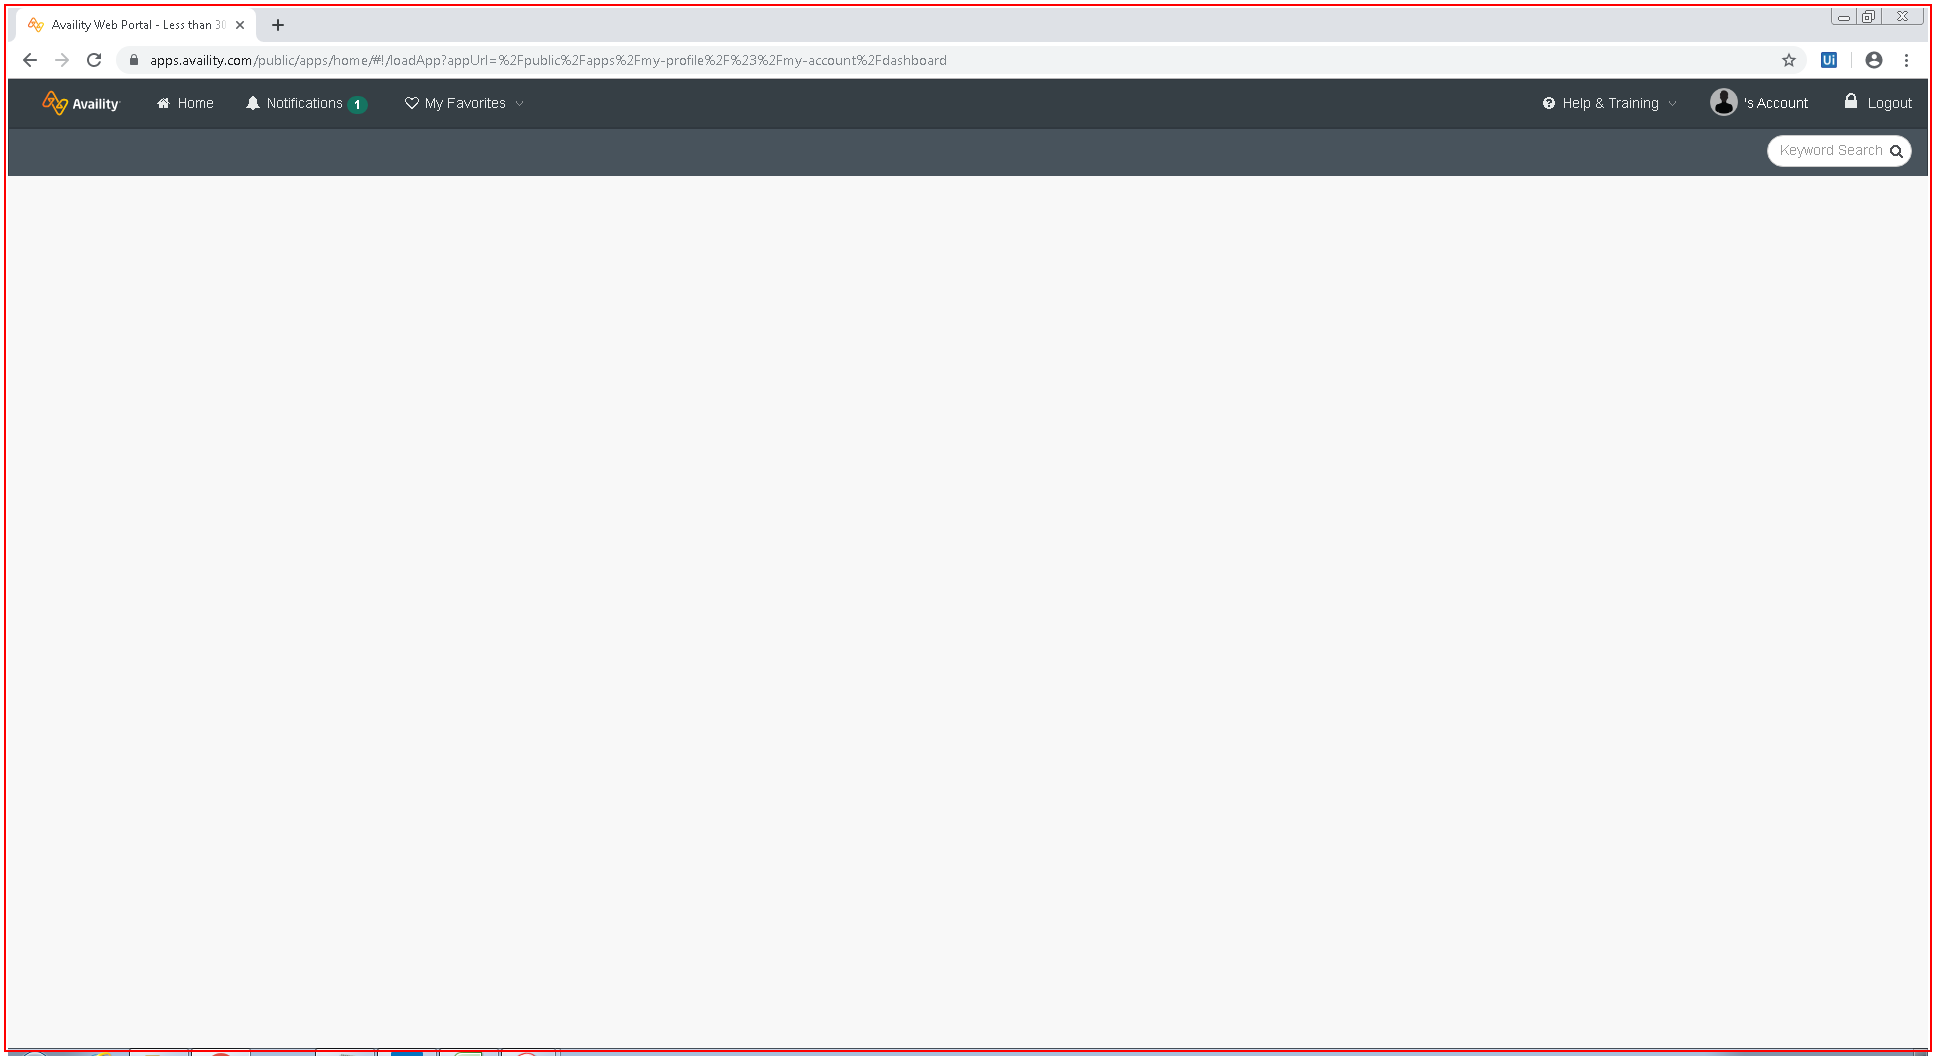 Availity Web Portal - Less than 30
apps.availity.com/public/apps/home/#!/loadApp?appUrl=%2Fpublic%2Fapps%2Fmy-profile%2F%23%2Fmy-account%2Fdashboard
Ui
Availity Home Notifications 1 My Favorites Help & Training 's Account Logout
Keyword Search